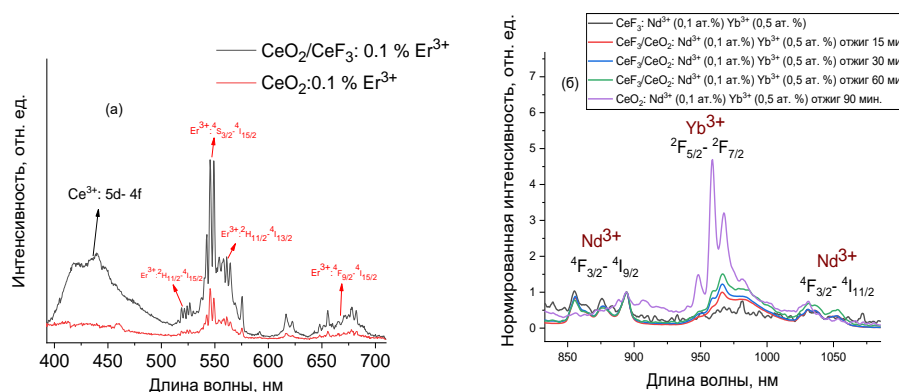 CeO₂/CeF₃: 0.1 % Er³⁺
CeO₂:0.1 % Er³⁺
(а)
Er³⁺:⁴S₃/₂-⁴I₁₅/₂
Ce³⁺: 5d- 4f
Er³⁺:²H₁₁/₂-⁴I₁₃/₂
Er³⁺:²H₁₁/₂-⁴I₁₅/₂
Er³⁺:⁴F₉/₂-⁴I₁₅/₂
Интенсивность, отн. ед.
400 450 500 550 600 650 700
Длина волны, нм
CeF₃: Nd³⁺ (0,1 ат.%) Yb³⁺ (0,5 ат. %)
CeF₃/CeO₂: Nd³⁺ (0,1 ат.%) Yb³⁺ (0,5 ат. %) отжиг 15 ми
CeF₃/CeO₂: Nd³⁺ (0,1 ат.%) Yb³⁺ (0,5 ат. %) отжиг 30 ми
CeF₃/CeO₂: Nd³⁺ (0,1 ат.%) Yb³⁺ (0,5 ат. %) отжиг 60 ми
CeO₂: Nd³⁺ (0,1 ат.%) Yb³⁺ (0,5 ат. %) отжиг 90 мин.
(б)
Yb³⁺
²F₅/₂- ²F₇/₂
Nd³⁺
⁴F₃/₂- ⁴I₉/₂
Nd³⁺
⁴F₃/₂- ⁴I₁₁/₂
Нормированная интенсивность, отн. ед.
9
8
7
6
5
4
3
2
1
0
850 900 950 1000 1050
Длина волны, нм